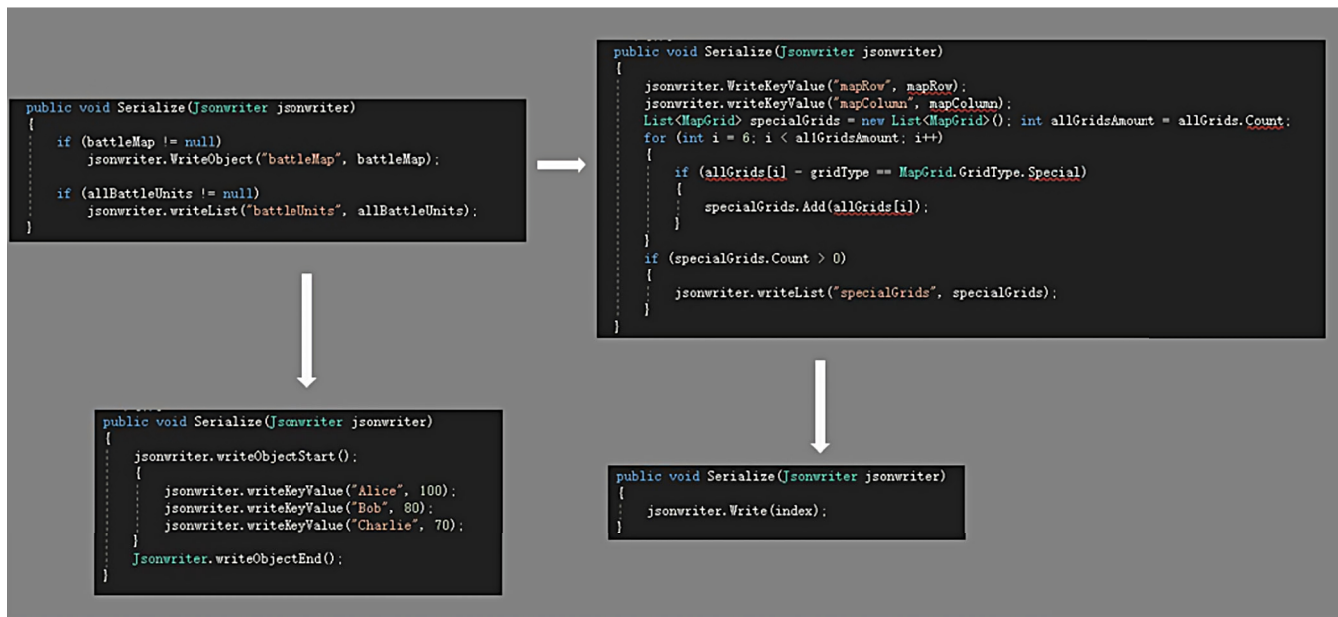 public void Serialize(Jsonwriter jsonwriter)
{
if (battleMap != null)
jsonwriter.WriteObject("battleMap", battleMap);
if (allBattleUnits != null)
jsonwriter.writeList("battleUnits", allBattleUnits);
}
public void Serialize(Jsonwriter jsonwriter)
{
jsonwriter.WriteKeyValue("mapRow", mapRow);
jsonwriter.writeKeyValue("mapColumn", mapColumn);
List<MapGrid> specialGrids = new List<MapGrid>(); int allGridsAmount = allGrids.Count;
for (int i = 6; i < allGridsAmount; i++)
{
if (allGrids[i] - gridType == MapGrid.GridType.Special)
{
specialGrids.Add(allGrids[i]);
}
}
if (specialGrids.Count > 0)
{
jsonwriter.writeList("specialGrids", specialGrids);
}
}
public void Serialize(Jsonwriter jsonwriter)
{
jsonwriter.writeObjectStart();
{
jsonwriter.writeKeyValue("Alice", 100);
jsonwriter.writeKeyValue("Bob", 80);
jsonwriter.writeKeyValue("Charlie", 70);
}
Jsonwriter.writeObjectEnd();
}
public void Serialize(Jsonwriter jsonwriter)
{
jsonwriter.Write(index);
}